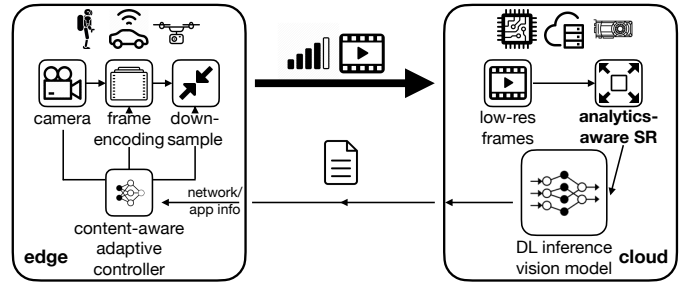 camera
frame
encoding
down-
sample
low-res
frames
analytics-
aware SR
network/
app info
content-aware
adaptive
controller
edge
DL inference
vision model
cloud